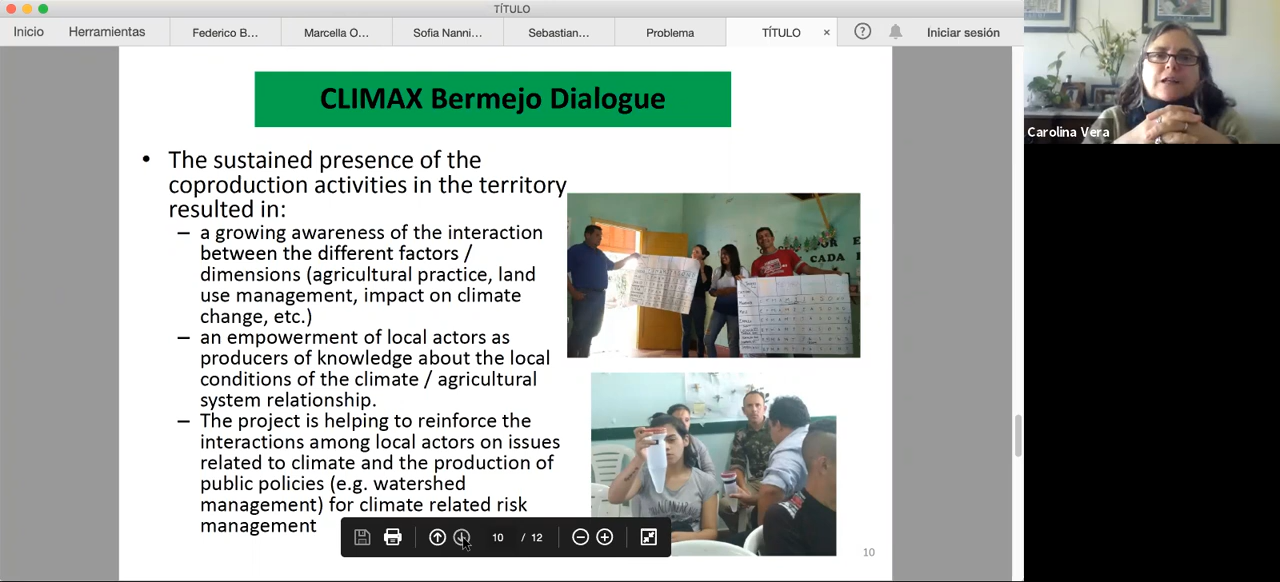 TÍTULO
Inicio Herramientas Federico B... Marcella O... Sofia Nanni... Sebastian... Problema TÍTULO × ? Iniciar sesión
CLIMAX Bermejo Dialogue
• The sustained presence of the
coproduction activities in the territory
resulted in:
– a growing awareness of the interaction
between the different factors /
dimensions (agricultural practice, land
use management, impact on climate
change, etc.)
– an empowerment of local actors as
producers of knowledge about the local
conditions of the climate / agricultural
system relationship.
– The project is helping to reinforce the
interactions among local actors on issues
related to climate and the production of
public policies (e.g. watershed
management) for climate related risk
management
CADA
10 / 12
10
Carolina Vera